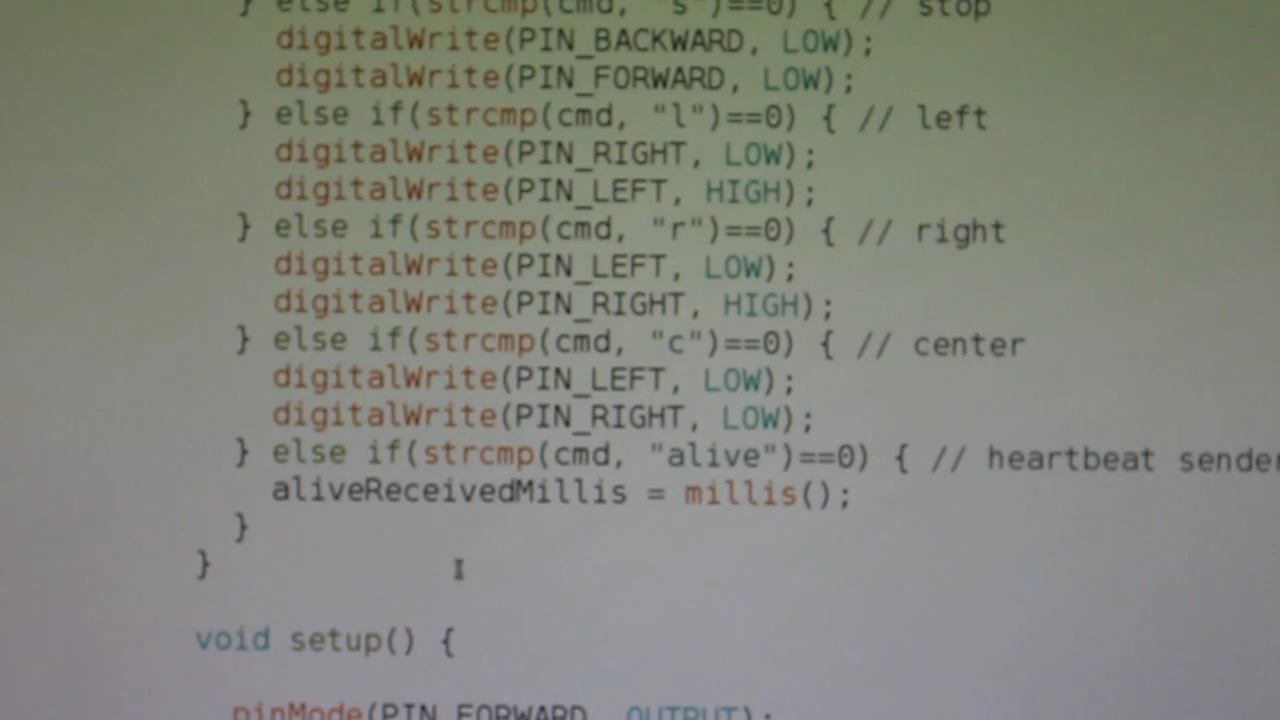 } else if(strcmp(cmd, "s")==0) { // stop
digitalWrite(PIN_BACKWARD, LOW);
digitalWrite(PIN_FORWARD, LOW);
} else if(strcmp(cmd, "l")==0) { // left
digitalWrite(PIN_RIGHT, LOW);
digitalWrite(PIN_LEFT, HIGH);
} else if(strcmp(cmd, "r")==0) { // right
digitalWrite(PIN_LEFT, LOW);
digitalWrite(PIN_RIGHT, HIGH);
} else if(strcmp(cmd, "c")==0) { // center
digitalWrite(PIN_LEFT, LOW);
digitalWrite(PIN_RIGHT, LOW);
} else if(strcmp(cmd, "alive")==0) { // heartbeat sende
aliveReceivedMillis = millis();
}
}
void setup() {
pinMode(PIN_FORWARD, OUTPUT);